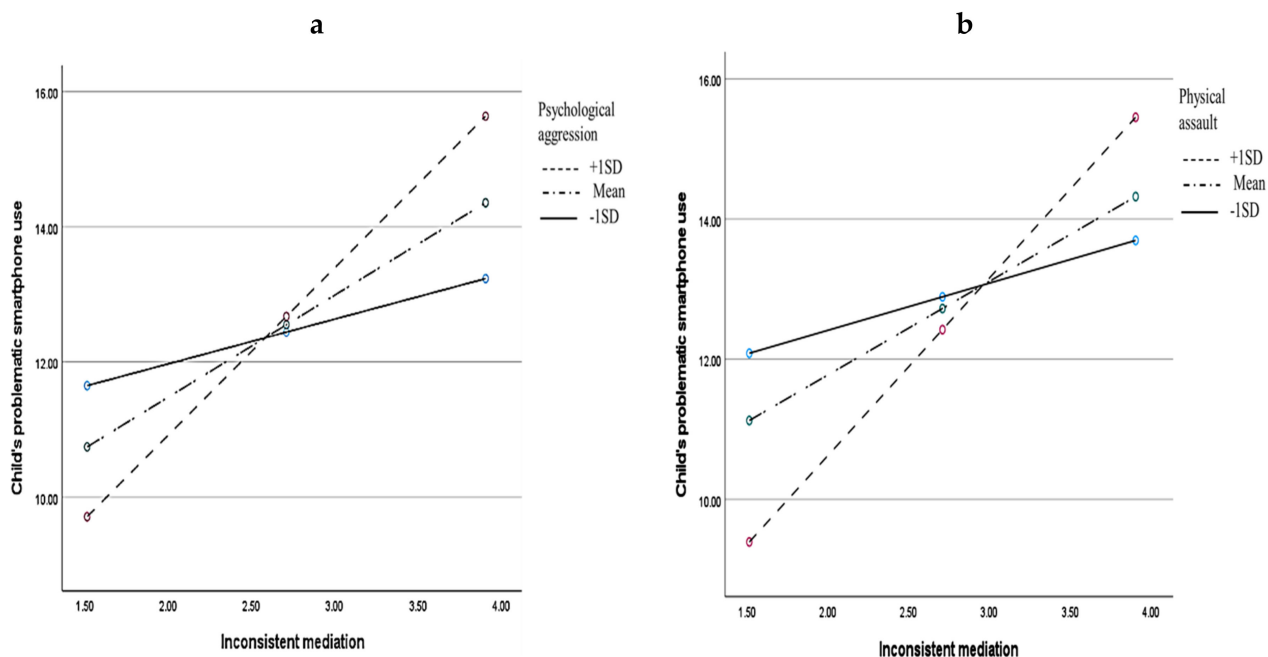 a
16.00
14.00
12.00
10.00
Child's problematic smartphone use
1.50 2.00 2.50 3.00 3.50 4.00
Inconsistent mediation
Psychological
aggression
+1SD
Mean
-1SD
b
16.00
14.00
12.00
10.00
Child's problematic smartphone use
1.50 2.00 2.50 3.00 3.50 4.00
Inconsistent mediation
Physical
assault
+1SD
Mean
-1SD